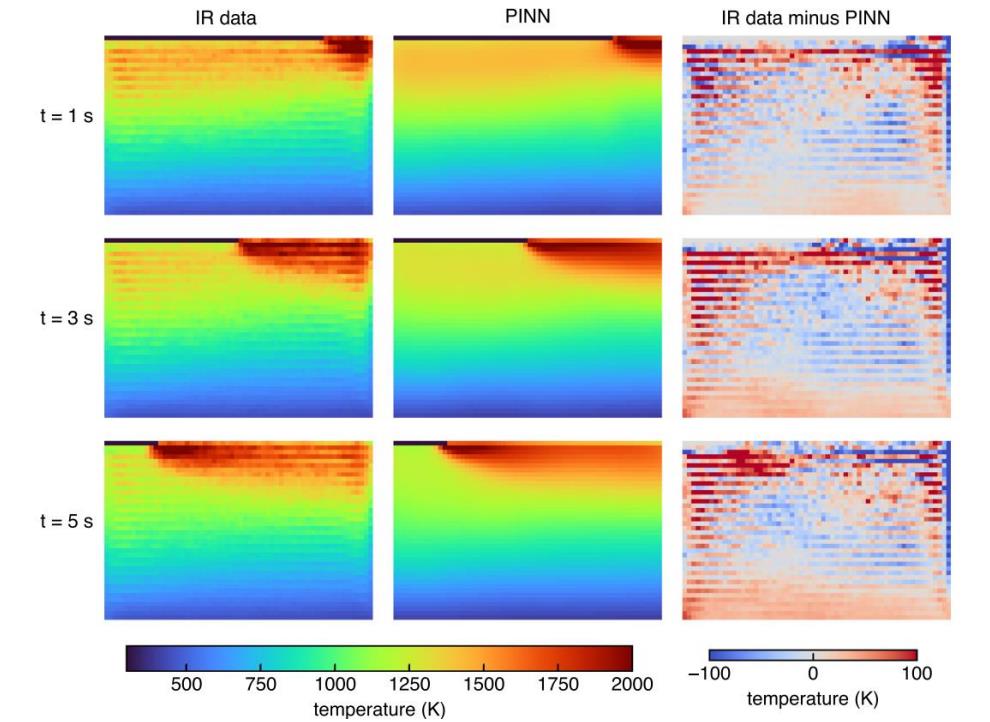 IR data PINN IR data minus PINN
t = 1 s
t = 3 s
t = 5 s
500 750 1000 1250 1500 1750 2000
temperature (K)
−100 0 100
temperature (K)